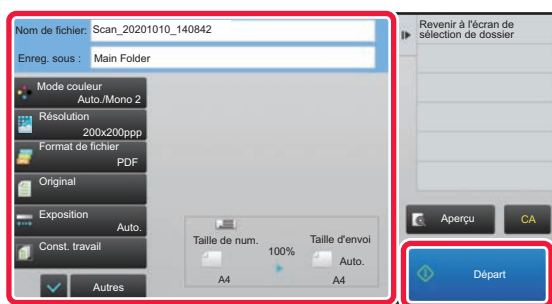 Nom de fichier: Scan_20201010_140842
Enreg. sous : Main Folder
Mode couleur
Auto./Mono 2
Résolution
200x200ppp
Format de fichier
PDF
Original
Exposition
Auto.
Const. travail
Autres
Taille de num.
A4
100%
Taille d'envoi
Auto.
A4
Revenir à l'écran de
sélection de dossier
Aperçu
CA
Départ